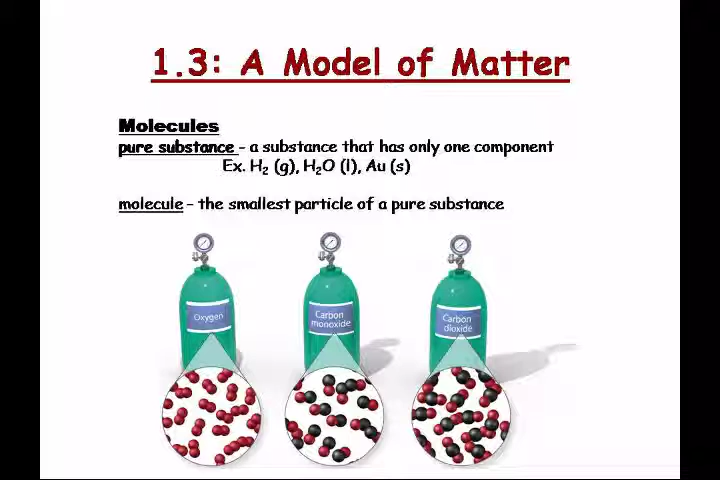 1.3: A Model of Matter
Molecules
pure substance - a substance that has only one component
Ex. H₂ (g), H₂O (l), Au (s)
molecule - the smallest particle of a pure substance
Oxygen
Carbon
monoxide
Carbon
dioxide